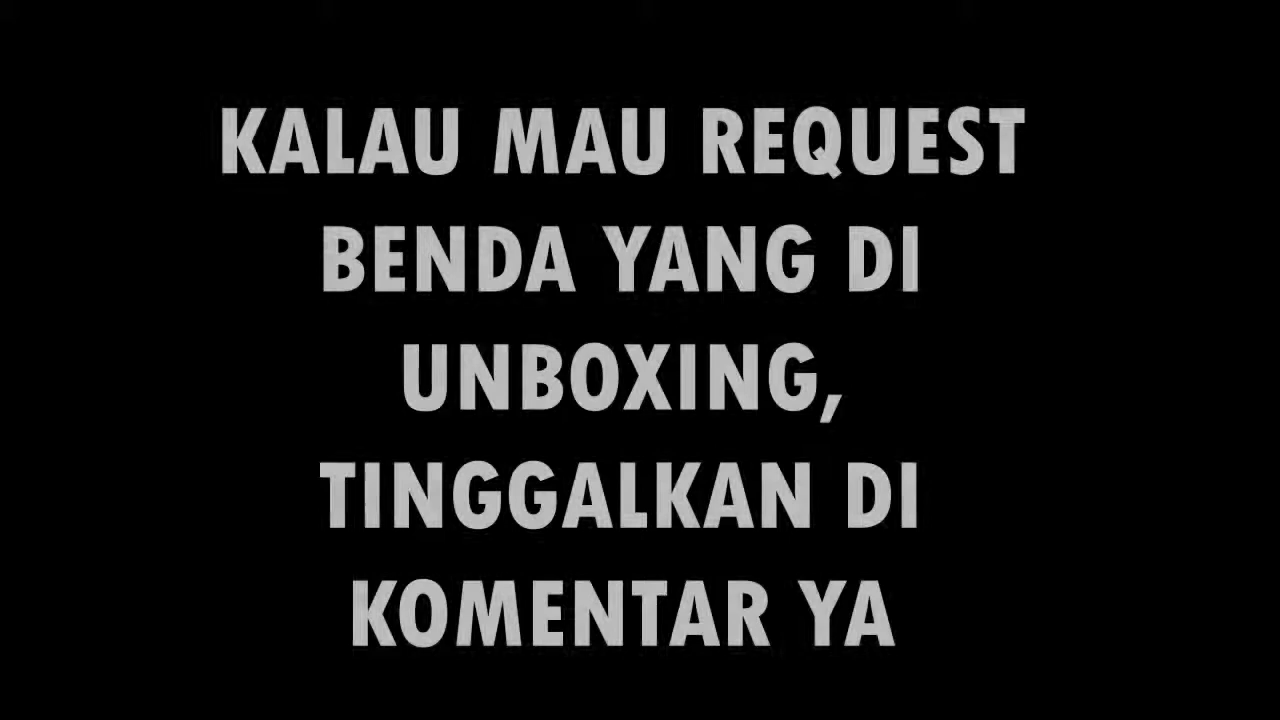 KALAU MAU REQUEST
BENDA YANG DI
UNBOXING,
TINGGALKAN DI
KOMENTAR YA